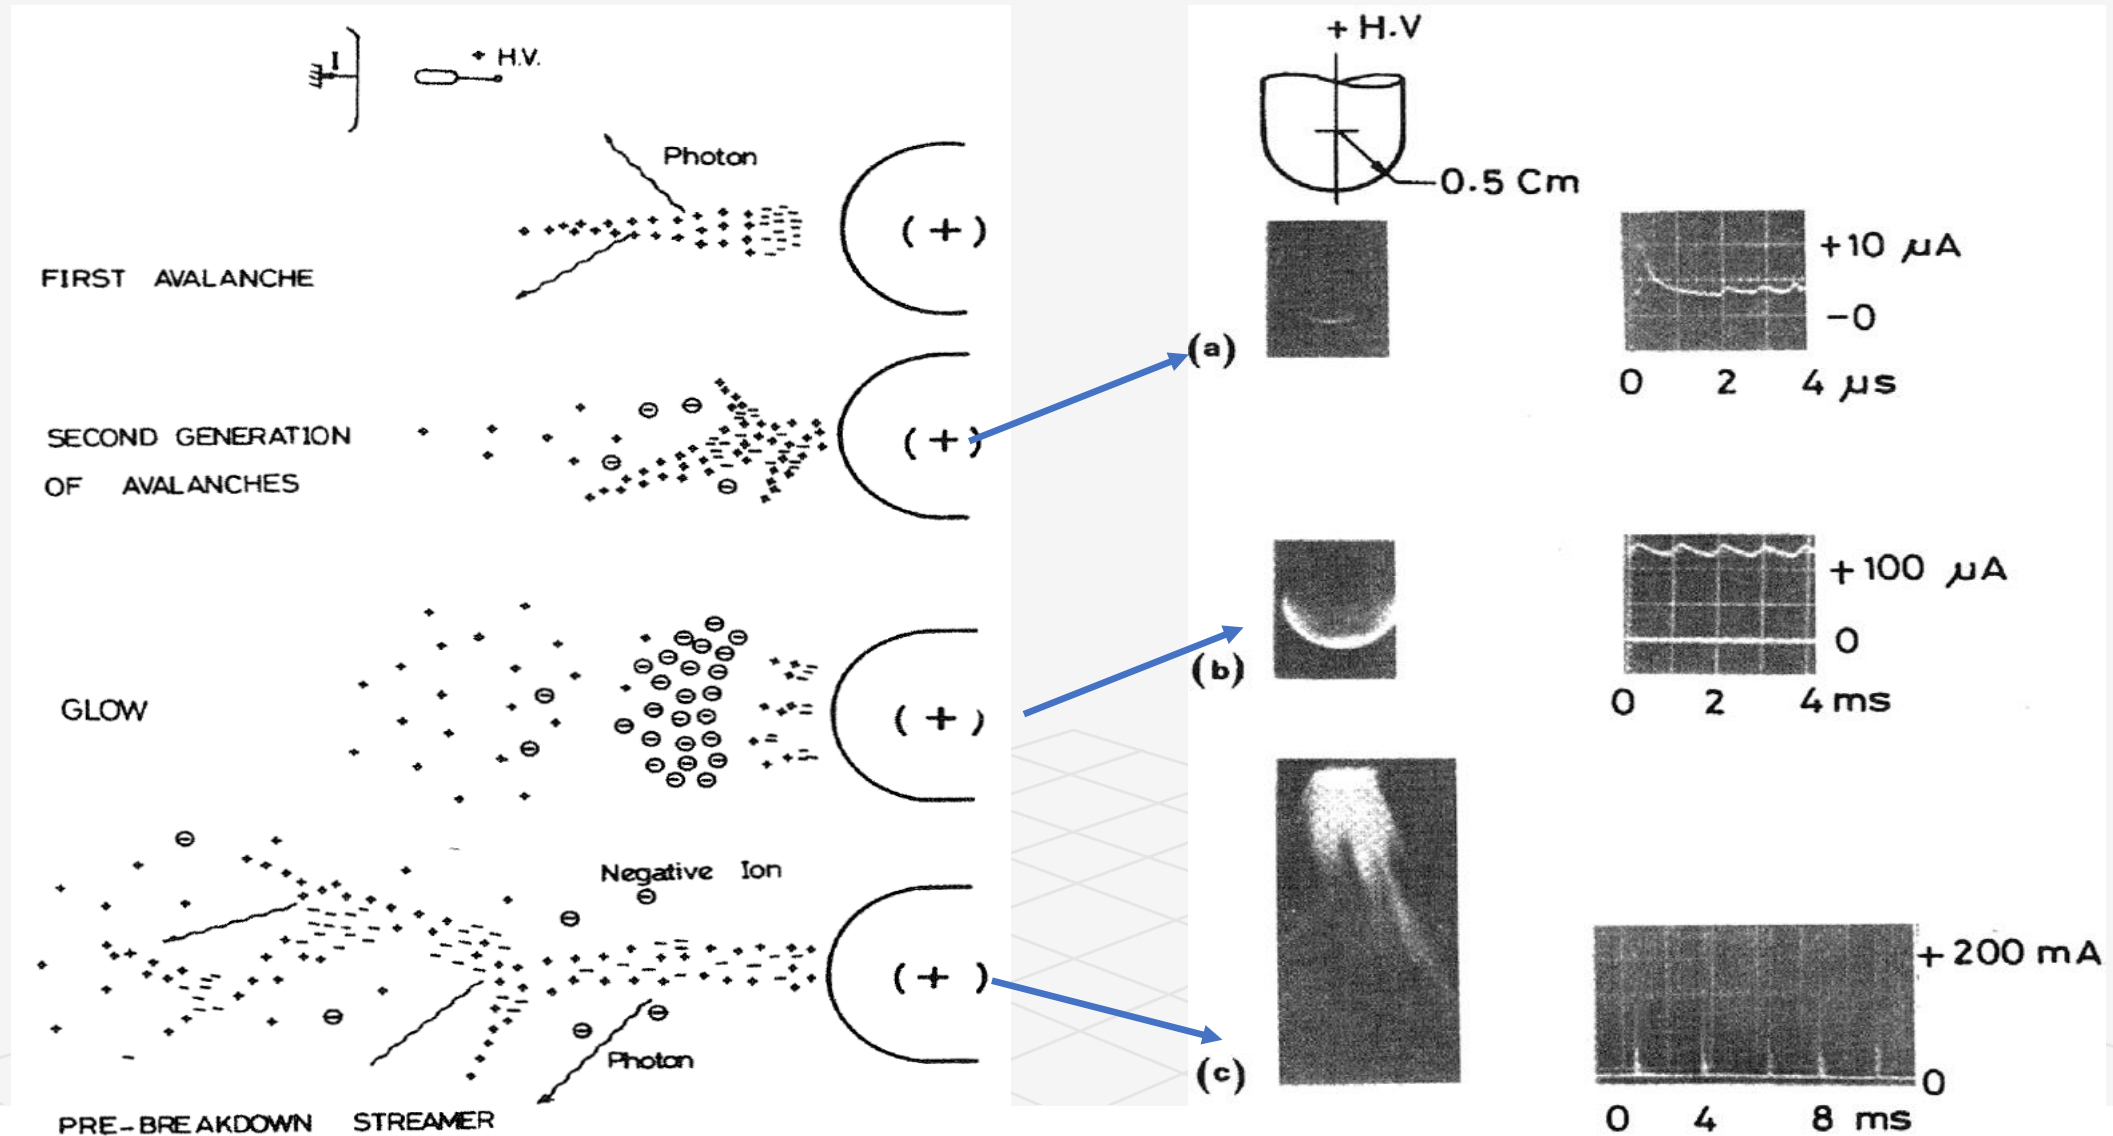 I
+ H.V.
Photon
(+)
FIRST AVALANCHE
SECOND GENERATION
OF AVALANCHES
(+)
GLOW
(+)
Negative Ion
(+)
Photon
PRE-BREAKDOWN STREAMER
+ H.V
0.5 Cm
(a)
+10 μA
-0
0 2 4 μs
(b)
+100 μA
0
0 2 4 ms
(c)
+200 mA
0
0 4 8 ms